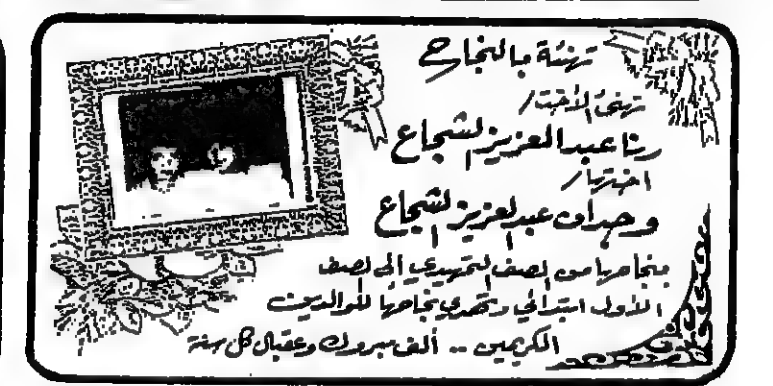 تهنئة بالنجاح
تهنئ الأخت/
رنا عبدالعزيز الشجاع
اختها/
وجدان عبدالعزيز الشجاع
بنجاحها من الصف التمهيدي إلى الصف
الأول ابتدائي وتهدي نجاحها للوالدين
الكريمين .. ألف مبروك وعقبال كل سنة